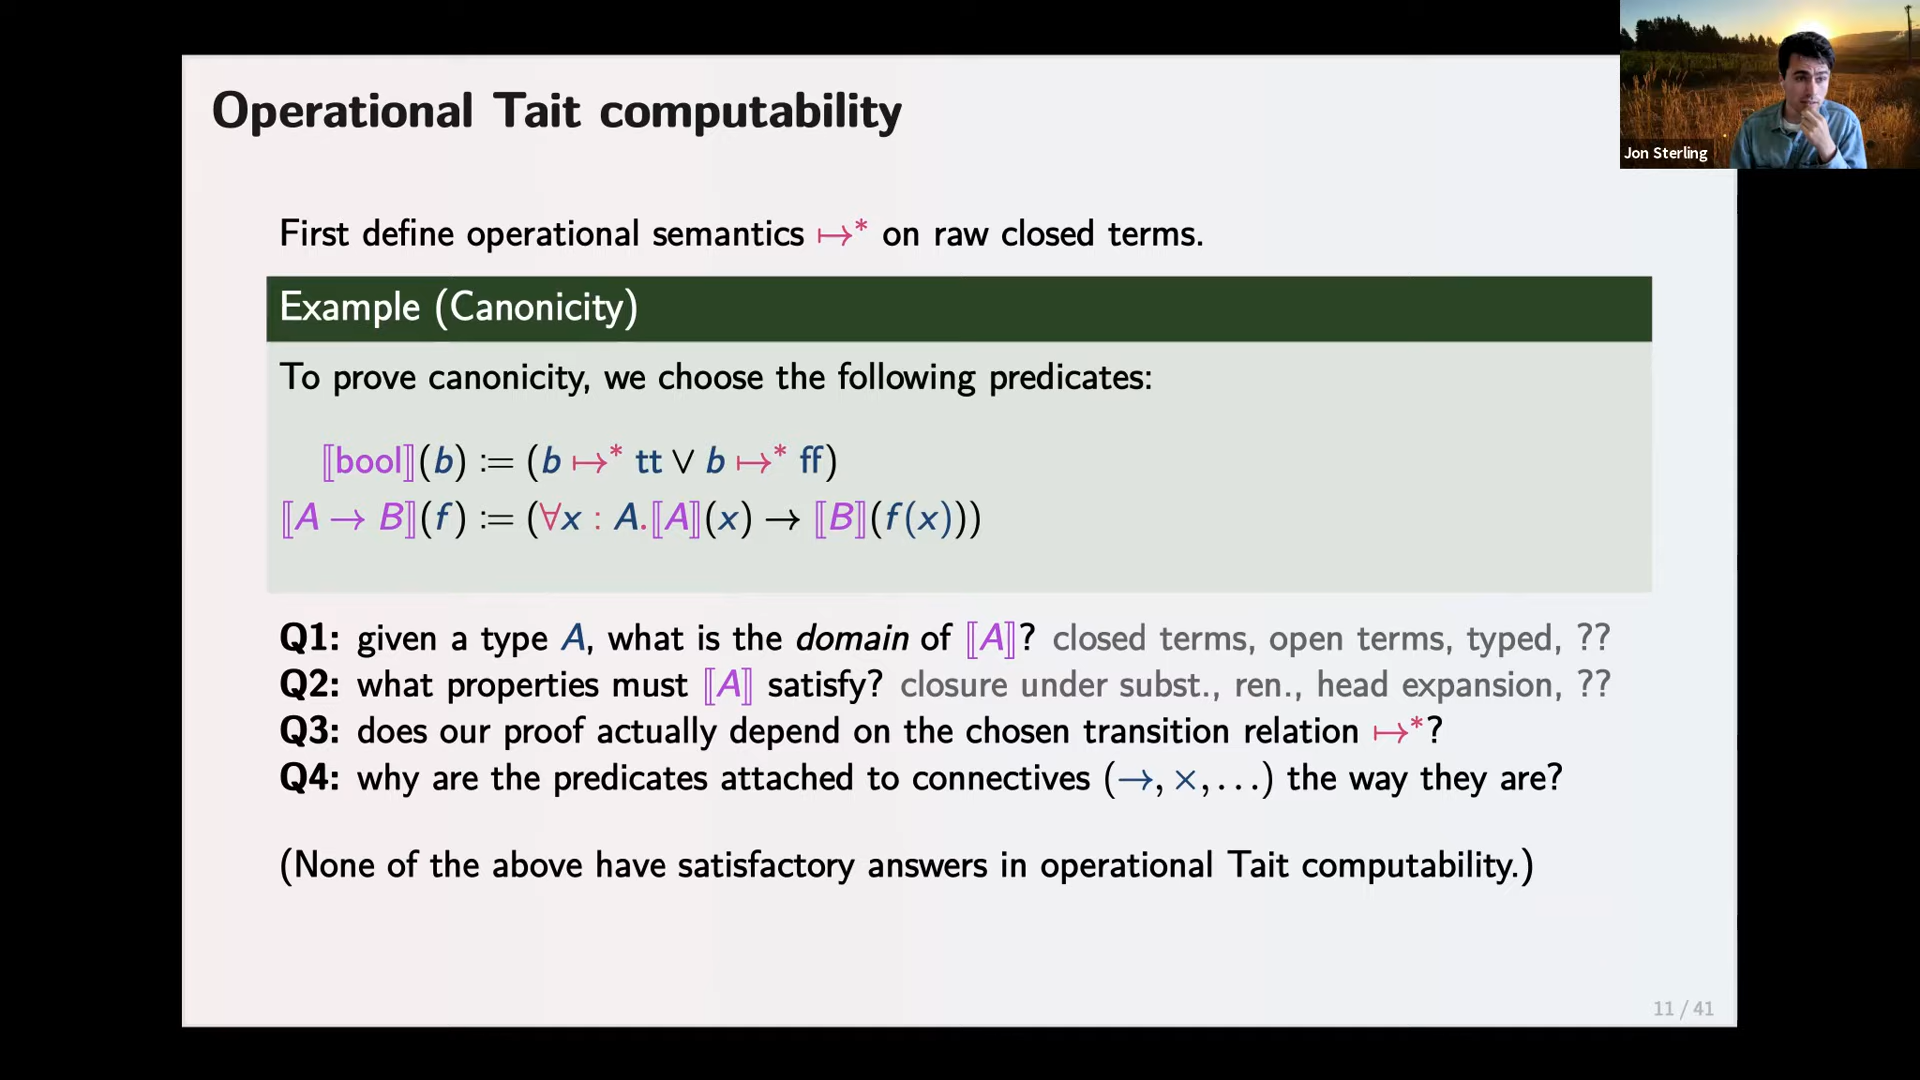 Operational Tait computability
Jon Sterling
First define operational semantics ↦* on raw closed terms.
Example (Canonicity)
To prove canonicity, we choose the following predicates:
⟦bool⟧(b) := (b ↦* tt ∨ b ↦* ff)
⟦A → B⟧(f) := (∀x : A.⟦A⟧(x) → ⟦B⟧(f(x)))
Q1: given a type A, what is the domain of ⟦A⟧? closed terms, open terms, typed, ??
Q2: what properties must ⟦A⟧ satisfy? closure under subst., ren., head expansion, ??
Q3: does our proof actually depend on the chosen transition relation ↦*?
Q4: why are the predicates attached to connectives (→, ×, . . .) the way they are?
(None of the above have satisfactory answers in operational Tait computability.)
11 / 41